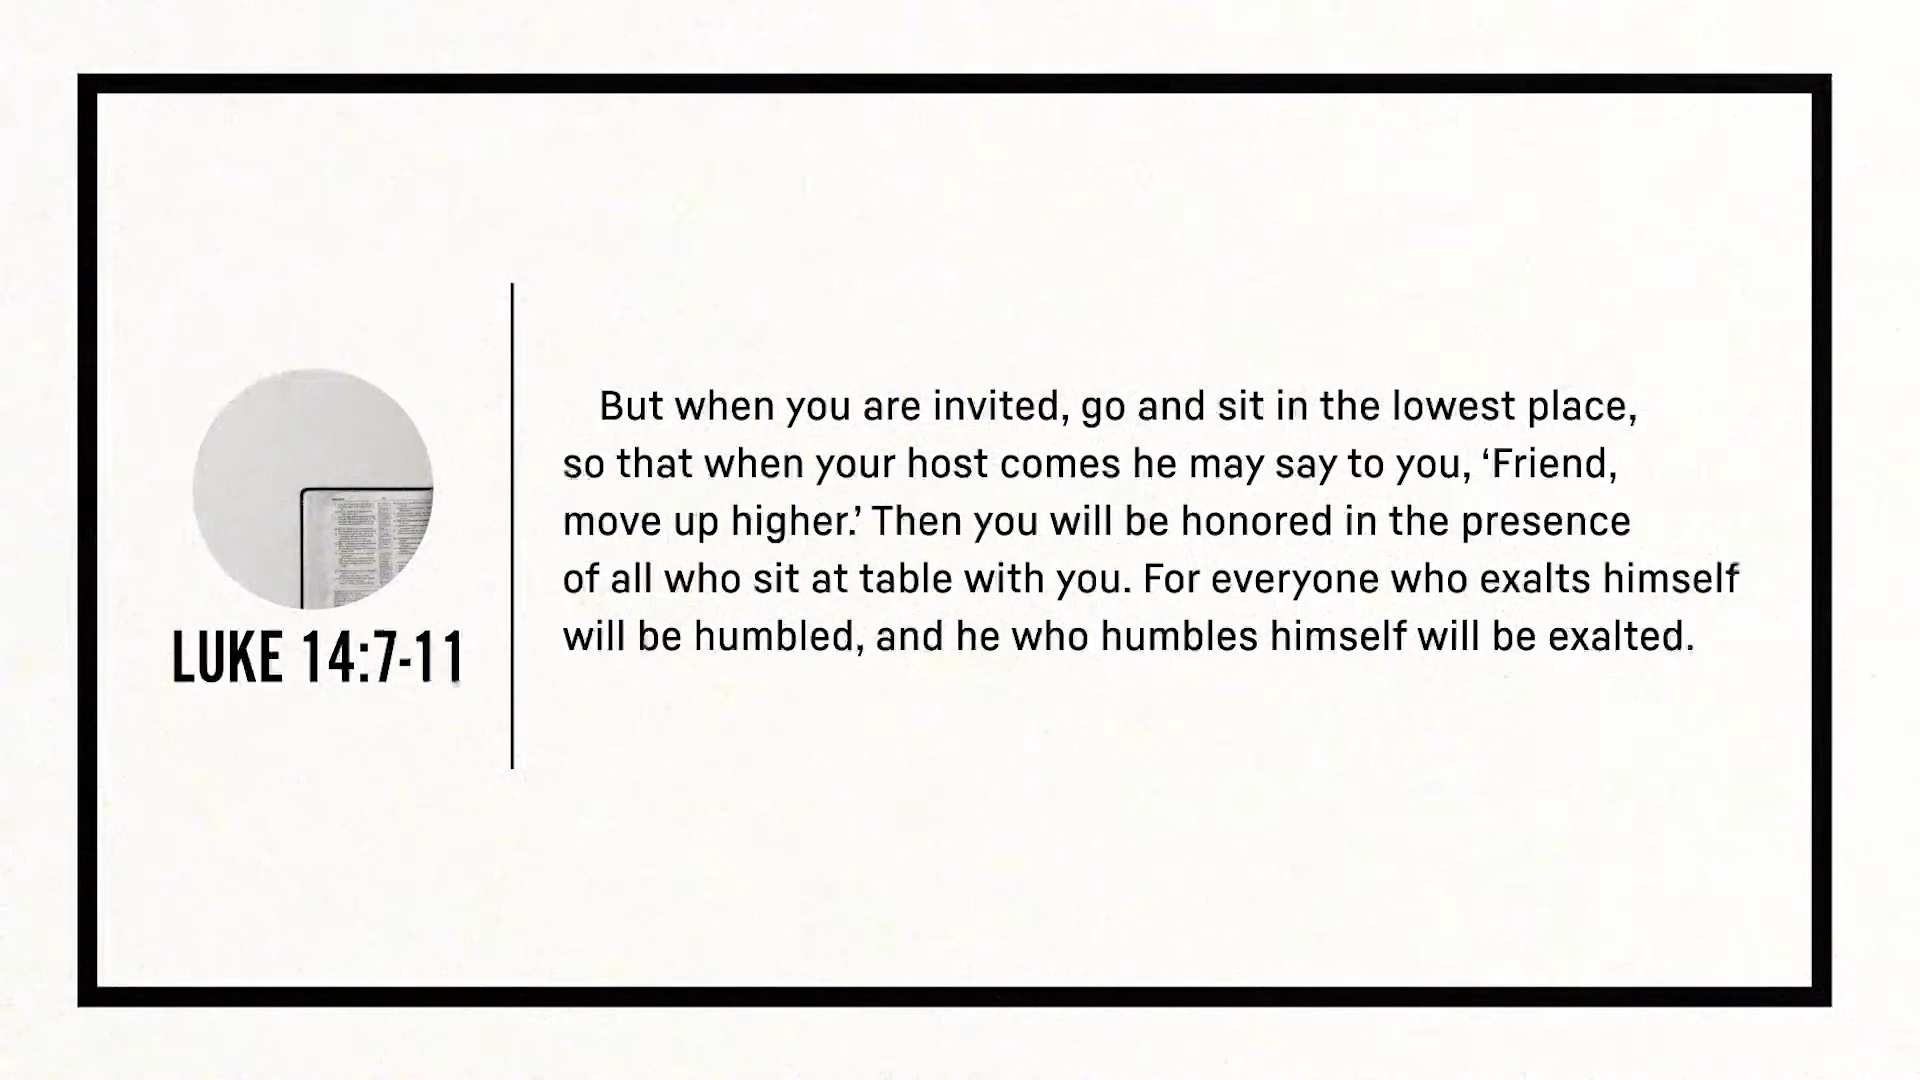 LUKE 14:7-11
But when you are invited, go and sit in the lowest place,
so that when your host comes he may say to you, ‘Friend,
move up higher.’ Then you will be honored in the presence
of all who sit at table with you. For everyone who exalts himself
will be humbled, and he who humbles himself will be exalted.